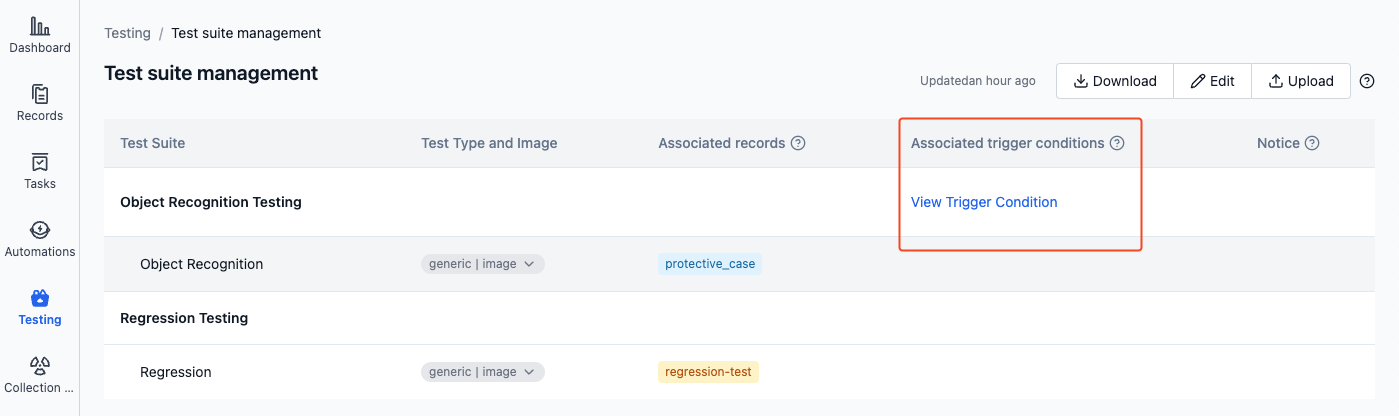 Dashboard
Records
Tasks
Automations
Testing
Collection ...
Testing / Test suite management
Test suite management
Updatedan hour ago
Download
Edit
Upload
Test Suite
Test Type and Image
Associated records
Associated trigger conditions
Notice
Object Recognition Testing
View Trigger Condition
Object Recognition
generic | image
protective_case
Regression Testing
Regression
generic | image
regression-test